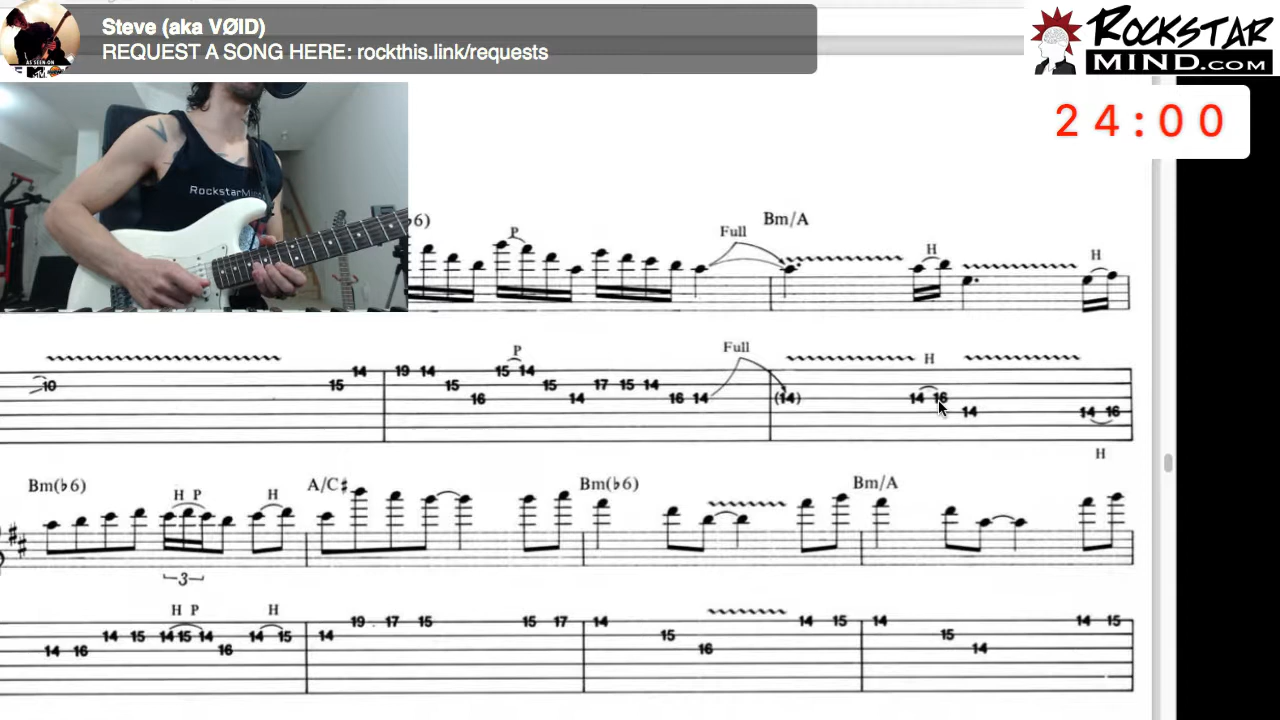 Steve (aka VØID)
REQUEST A SONG HERE: rockthis.link/requests
AS SEEN ON
ROCKSTAR
MIND.COM
24:00
RockstarMind
6) P Full Bm/A H H
P Full H
10 15 14 19 14 15 16 15 14 15 14 17 15 14 16 14 (14) 14 16 14 14 16
H
Bm(♭6) H P H A/C♯ Bm(♭6) Bm/A
3
H P H
14 16 14 15 14 15 14 16 14 15 14 19 17 15 15 17 14 15 16 14 15 14 15 14 14 15